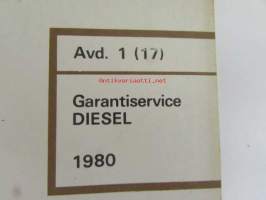 Avd. 1 (17)
antikvariaatti.net
Garantiservice
DIESEL
1980